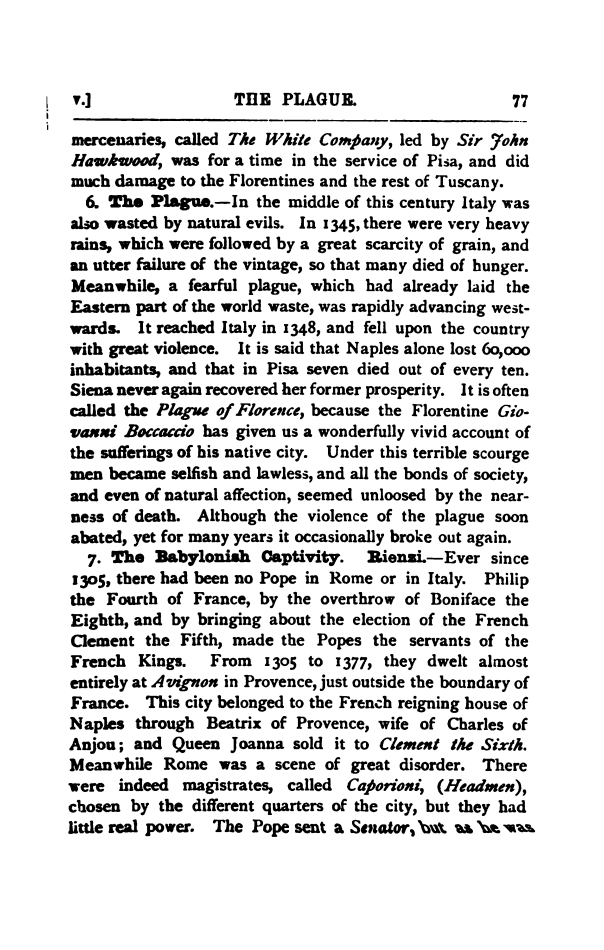 v.] THE PLAGUE. 77
mercenaries, called The White Company, led by Sir John
Hawkwood, was for a time in the service of Pisa, and did
much damage to the Florentines and the rest of Tuscany.
6. The Plague.—In the middle of this century Italy was
also wasted by natural evils. In 1345, there were very heavy
rains, which were followed by a great scarcity of grain, and
an utter failure of the vintage, so that many died of hunger.
Meanwhile, a fearful plague, which had already laid the
Eastern part of the world waste, was rapidly advancing west-
wards. It reached Italy in 1348, and fell upon the country
with great violence. It is said that Naples alone lost 60,000
inhabitants, and that in Pisa seven died out of every ten.
Siena never again recovered her former prosperity. It is often
called the Plague of Florence, because the Florentine Gio-
vanni Boccaccio has given us a wonderfully vivid account of
the sufferings of his native city. Under this terrible scourge
men became selfish and lawless, and all the bonds of society,
and even of natural affection, seemed unloosed by the near-
ness of death. Although the violence of the plague soon
abated, yet for many years it occasionally broke out again.
7. The Babylonish Captivity. Rienzi.—Ever since
1305, there had been no Pope in Rome or in Italy. Philip
the Fourth of France, by the overthrow of Boniface the
Eighth, and by bringing about the election of the French
Clement the Fifth, made the Popes the servants of the
French Kings. From 1305 to 1377, they dwelt almost
entirely at Avignon in Provence, just outside the boundary of
France. This city belonged to the French reigning house of
Naples through Beatrix of Provence, wife of Charles of
Anjou; and Queen Joanna sold it to Clement the Sixth.
Meanwhile Rome was a scene of great disorder. There
were indeed magistrates, called Caporioni, (Headmen),
chosen by the different quarters of the city, but they had
little real power. The Pope sent a Senator, but as he was